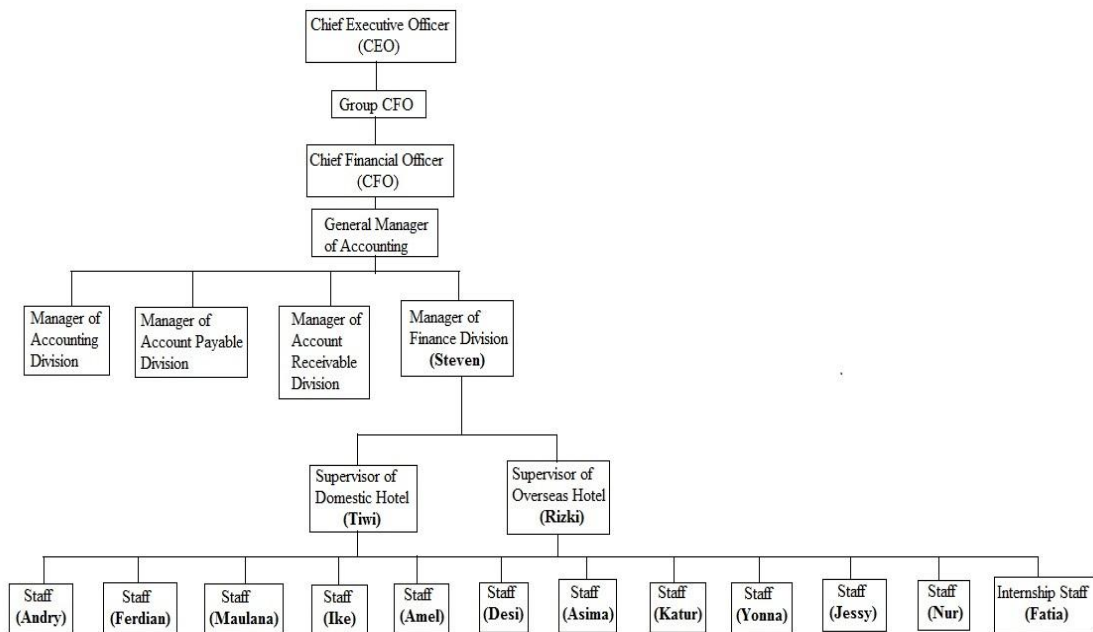 Chief Executive Officer
(CEO)
Group CFO
Chief Financial Officer
(CFO)
General Manager
of Accounting
Manager of
Accounting
Division
Manager of
Account Payable
Division
Manager of
Account
Receivable
Division
Manager of
Finance Division
(Steven)
Supervisor of
Domestic Hotel
(Tiwi)
Supervisor of
Overseas Hotel
(Rizki)
Staff
(Andry)
Staff
(Ferdian)
Staff
(Maulana)
Staff
(Ike)
Staff
(Amel)
Staff
(Desi)
Staff
(Asima)
Staff
(Katur)
Staff
(Yonna)
Staff
(Jessy)
Staff
(Nur)
Internship Staff
(Fatia)